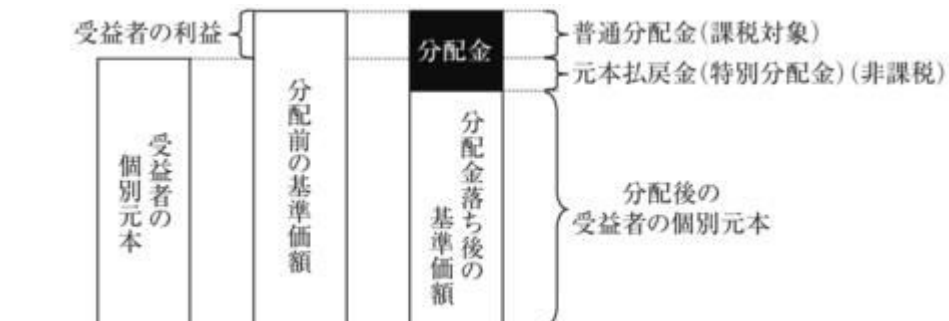 受益者の利益
分配金
普通分配金(課税対象)
元本払戻金(特別分配金)(非課税)
受益者の
個別元本
分配前の基準価額
分配金落ち後の
基準価額
分配後の
受益者の個別元本